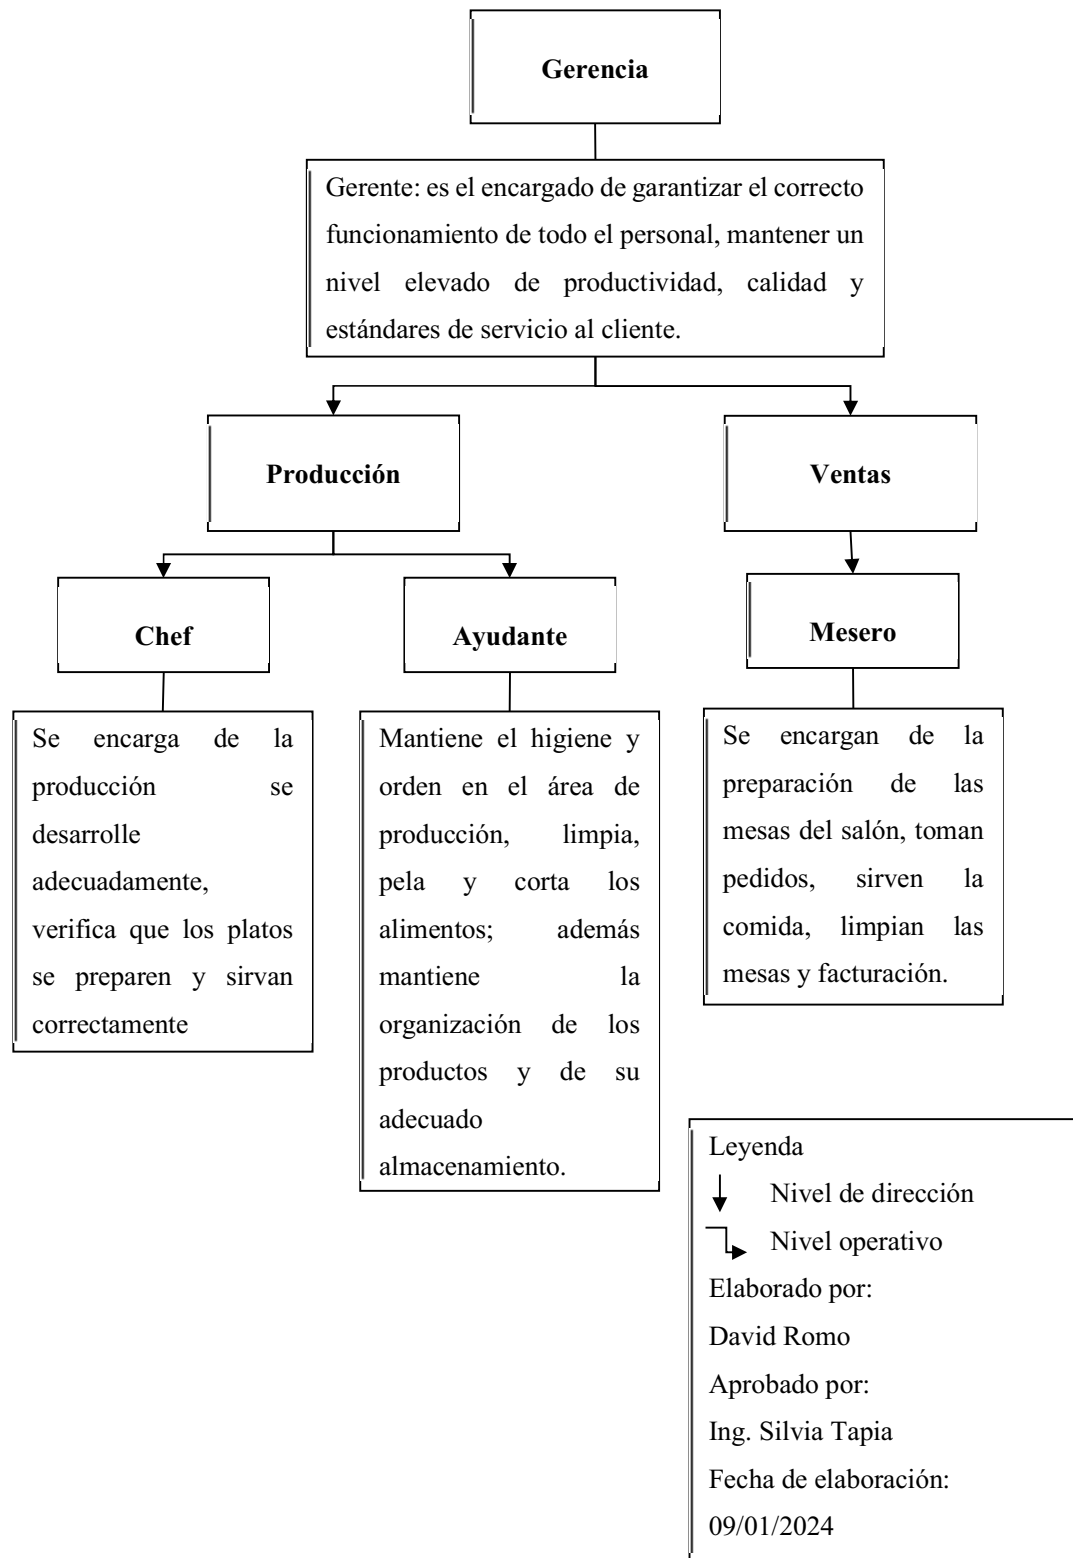 Gerencia
Gerente: es el encargado de garantizar el correcto
funcionamiento de todo el personal, mantener un
nivel elevado de productividad, calidad y
estándares de servicio al cliente.
Producción
Ventas
Chef
Ayudante
Mesero
Se encarga de la
producción se
desarrolle
adecuadamente,
verifica que los platos
se preparen y sirvan
correctamente
Mantiene el higiene y
orden en el área de
producción, limpia,
pela y corta los
alimentos; además
mantiene la
organización de los
productos y de su
adecuado
almacenamiento.
Se encargan de la
preparación de las
mesas del salón, toman
pedidos, sirven la
comida, limpian las
mesas y facturación.
Leyenda
Nivel de dirección
Nivel operativo
Elaborado por:
David Romo
Aprobado por:
Ing. Silvia Tapia
Fecha de elaboración:
09/01/2024